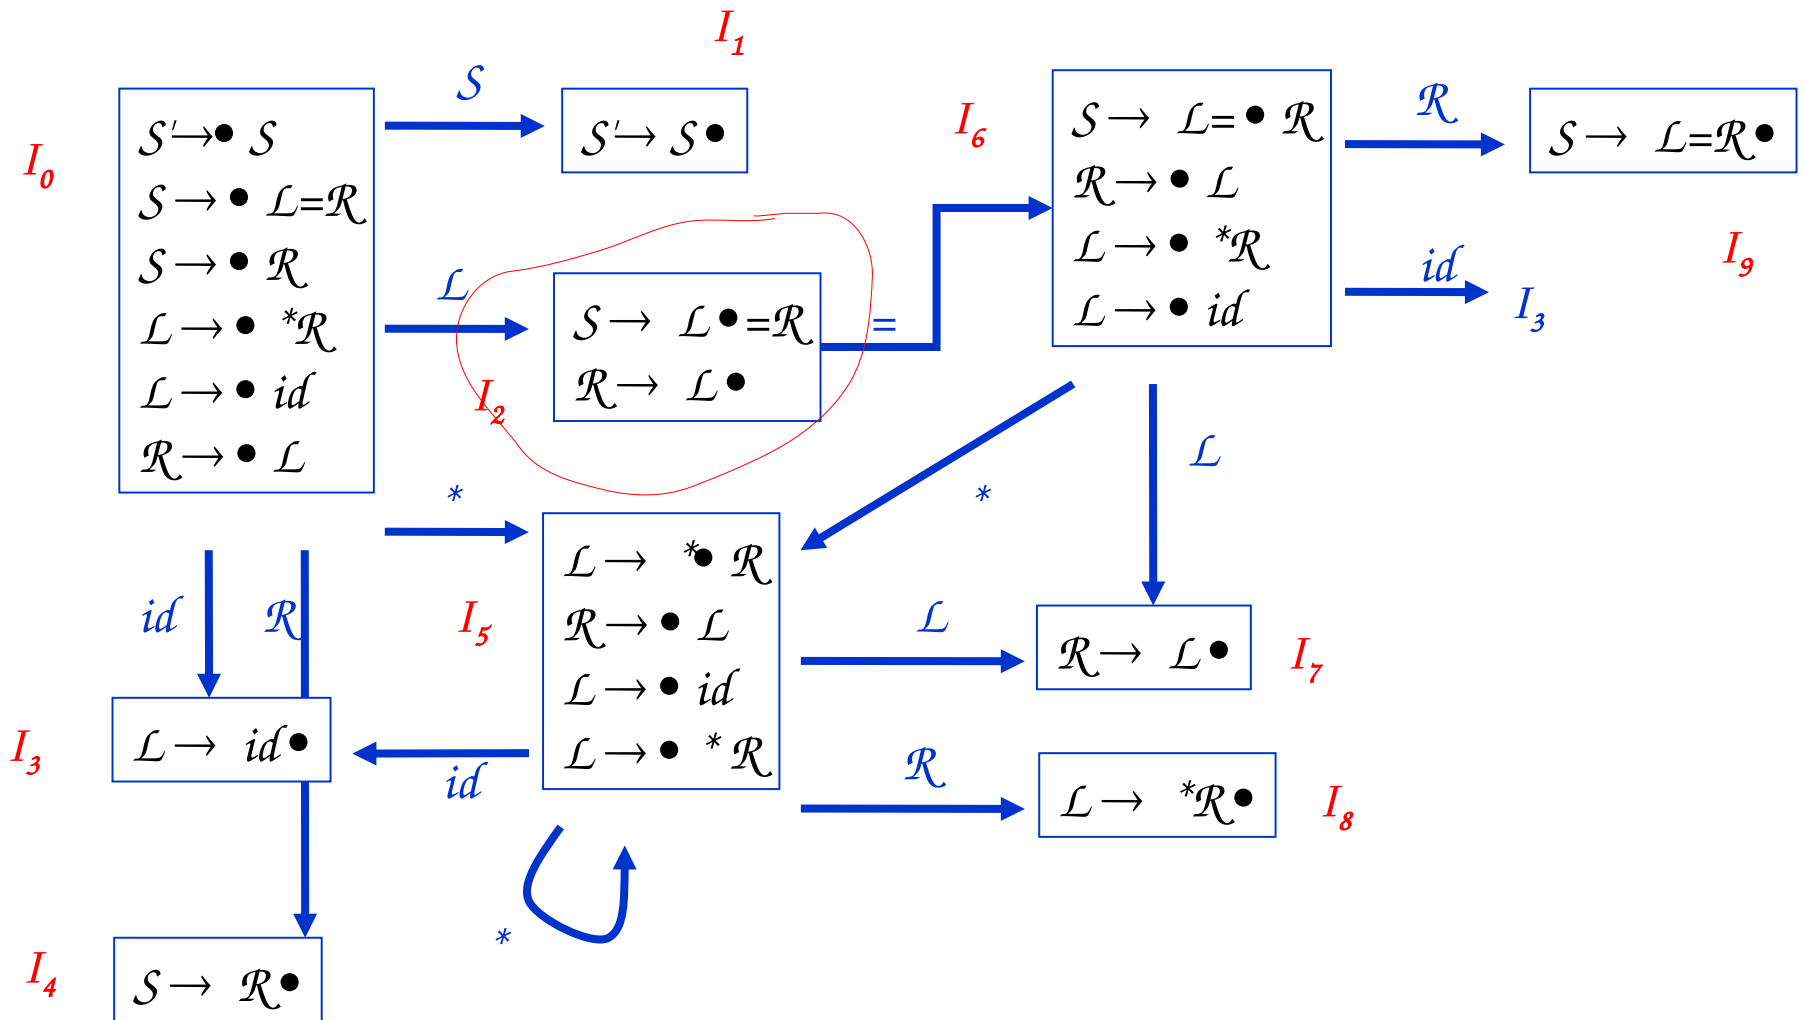 I₁
S
S'→● S
S'→ S ●
I₀
S → ● L=R
S → ● R
L → ● *R
L → ● id
R → ● L
L
S → L ● =R
R → L ●
I₂
=
I₆
S → L= ● R
R → ● L
L → ● *R
L → ● id
R
S → L=R ●
I₉
id
I₃
*
*
L
L → *● R
R → ● L
L → ● id
L → ● * R
I₅
id
R
L
R → L ●
I₇
I₃
L → id ●
id
R
L → *R ●
I₈
*
I₄
S → R ●